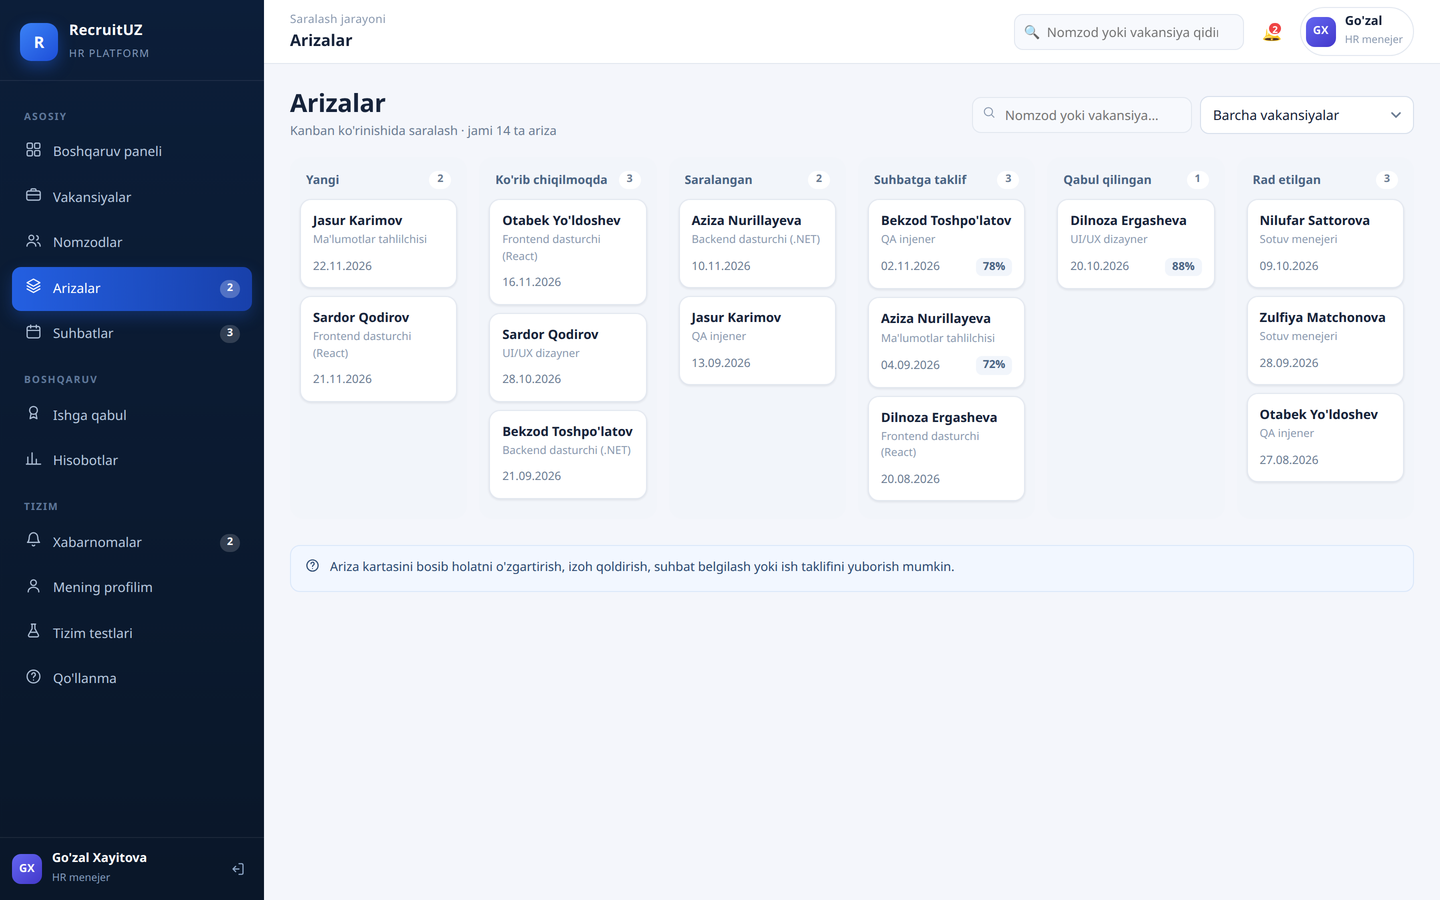 R
RecruitUZ
HR PLATFORM
ASOSIY
Boshqaruv paneli
Vakansiyalar
Nomzodlar
Arizalar 2
Suhbatlar 3
BOSHQARUV
Ishga qabul
Hisobotlar
TIZIM
Xabarnomalar 2
Mening profilim
Tizim testlari
Qo'llanma
GX
Go'zal Xayitova
HR menejer
Saralash jarayoni
Arizalar
Nomzod yoki vakansiya qidi
2
GX
Go'zal
HR menejer
Arizalar
Kanban ko'rinishida saralash · jami 14 ta ariza
Nomzod yoki vakansiya...
Barcha vakansiyalar
Yangi 2
Jasur Karimov
Ma'lumotlar tahlilchisi
22.11.2026
Sardor Qodirov
Frontend dasturchi
(React)
21.11.2026
Ko'rib chiqilmoqda 3
Otabek Yo'ldoshev
Frontend dasturchi
(React)
16.11.2026
Sardor Qodirov
UI/UX dizayner
28.10.2026
Bekzod Toshpo'latov
Backend dasturchi (.NET)
21.09.2026
Saralangan 2
Aziza Nurillayeva
Backend dasturchi (.NET)
10.11.2026
Jasur Karimov
QA injener
13.09.2026
Suhbatga taklif 3
Bekzod Toshpo'latov
QA injener
02.11.2026 78%
Aziza Nurillayeva
Ma'lumotlar tahlilchisi
04.09.2026 72%
Dilnoza Ergasheva
Frontend dasturchi
(React)
20.08.2026
Qabul qilingan 1
Dilnoza Ergasheva
UI/UX dizayner
20.10.2026 88%
Rad etilgan 3
Nilufar Sattorova
Sotuv menejeri
09.10.2026
Zulfiya Matchonova
Sotuv menejeri
28.09.2026
Otabek Yo'ldoshev
QA injener
27.08.2026
Ariza kartasini bosib holatni o'zgartirish, izoh qoldirish, suhbat belgilash yoki ish taklifini yuborish mumkin.